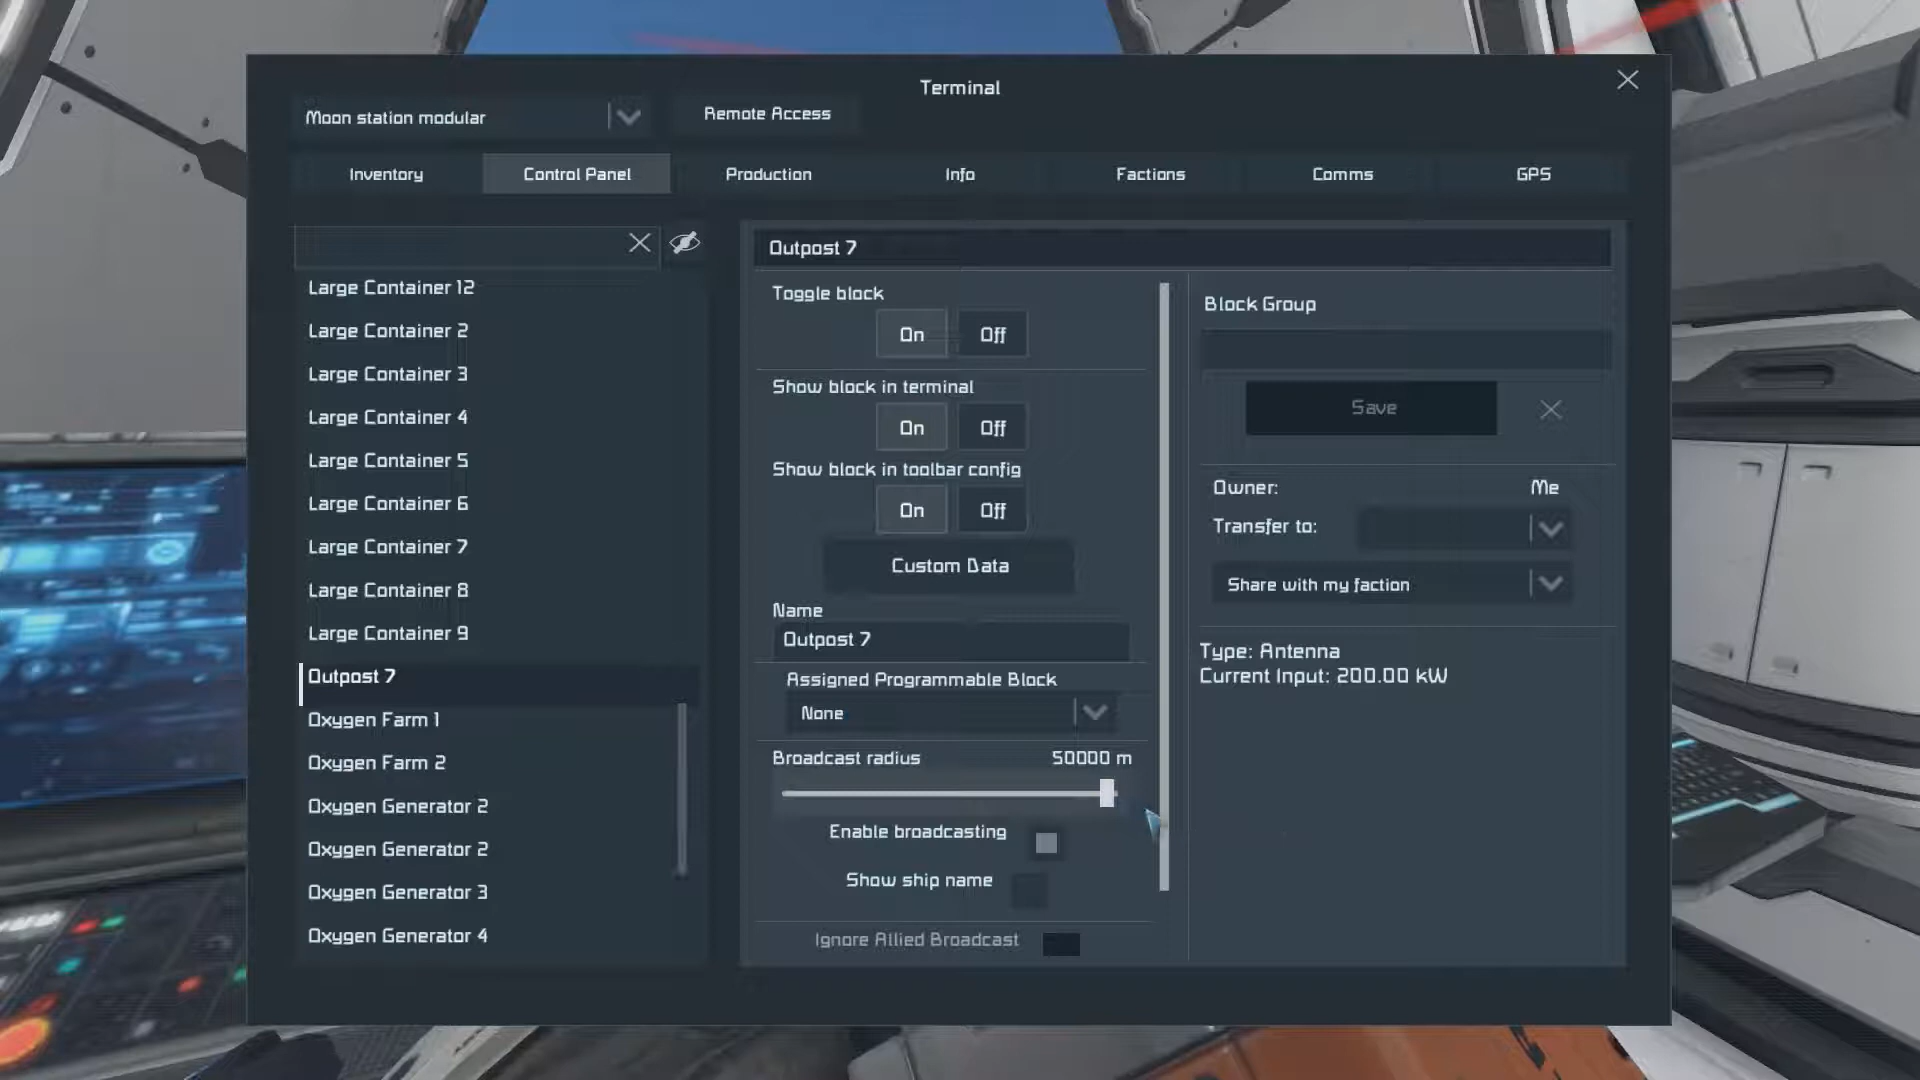 Terminal
Moon station modular
Remote Access
Inventory
Control Panel
Production
Info
Factions
Comms
GPS
Large Container 12
Large Container 2
Large Container 3
Large Container 4
Large Container 5
Large Container 6
Large Container 7
Large Container 8
Large Container 9
Outpost 7
Oxygen Farm 1
Oxygen Farm 2
Oxygen Generator 2
Oxygen Generator 2
Oxygen Generator 3
Oxygen Generator 4
Outpost 7
Toggle block
On Off
Show block in terminal
On Off
Show block in toolbar config
On Off
Custom Data
Name
Outpost 7
Assigned Programmable Block
None
Broadcast radius 50000 m
Enable broadcasting
Show ship name
Ignore Allied Broadcast
Block Group
Save
Owner: Me
Transfer to:
Share with my faction
Type: Antenna
Current Input: 200.00 kW